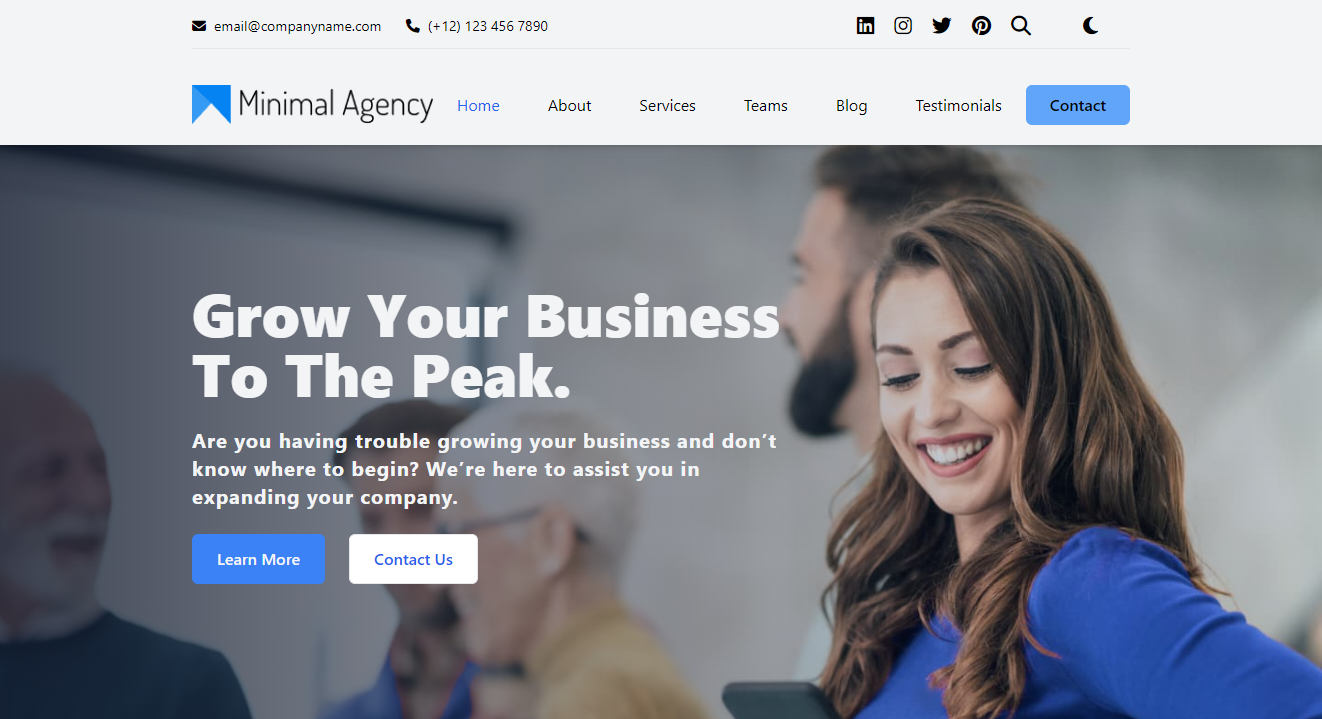 email@companyname.com (+12) 123 456 7890
Minimal Agency Home About Services Teams Blog Testimonials Contact
Grow Your Business
To The Peak.
Are you having trouble growing your business and don’t
know where to begin? We’re here to assist you in
expanding your company.
Learn More Contact Us